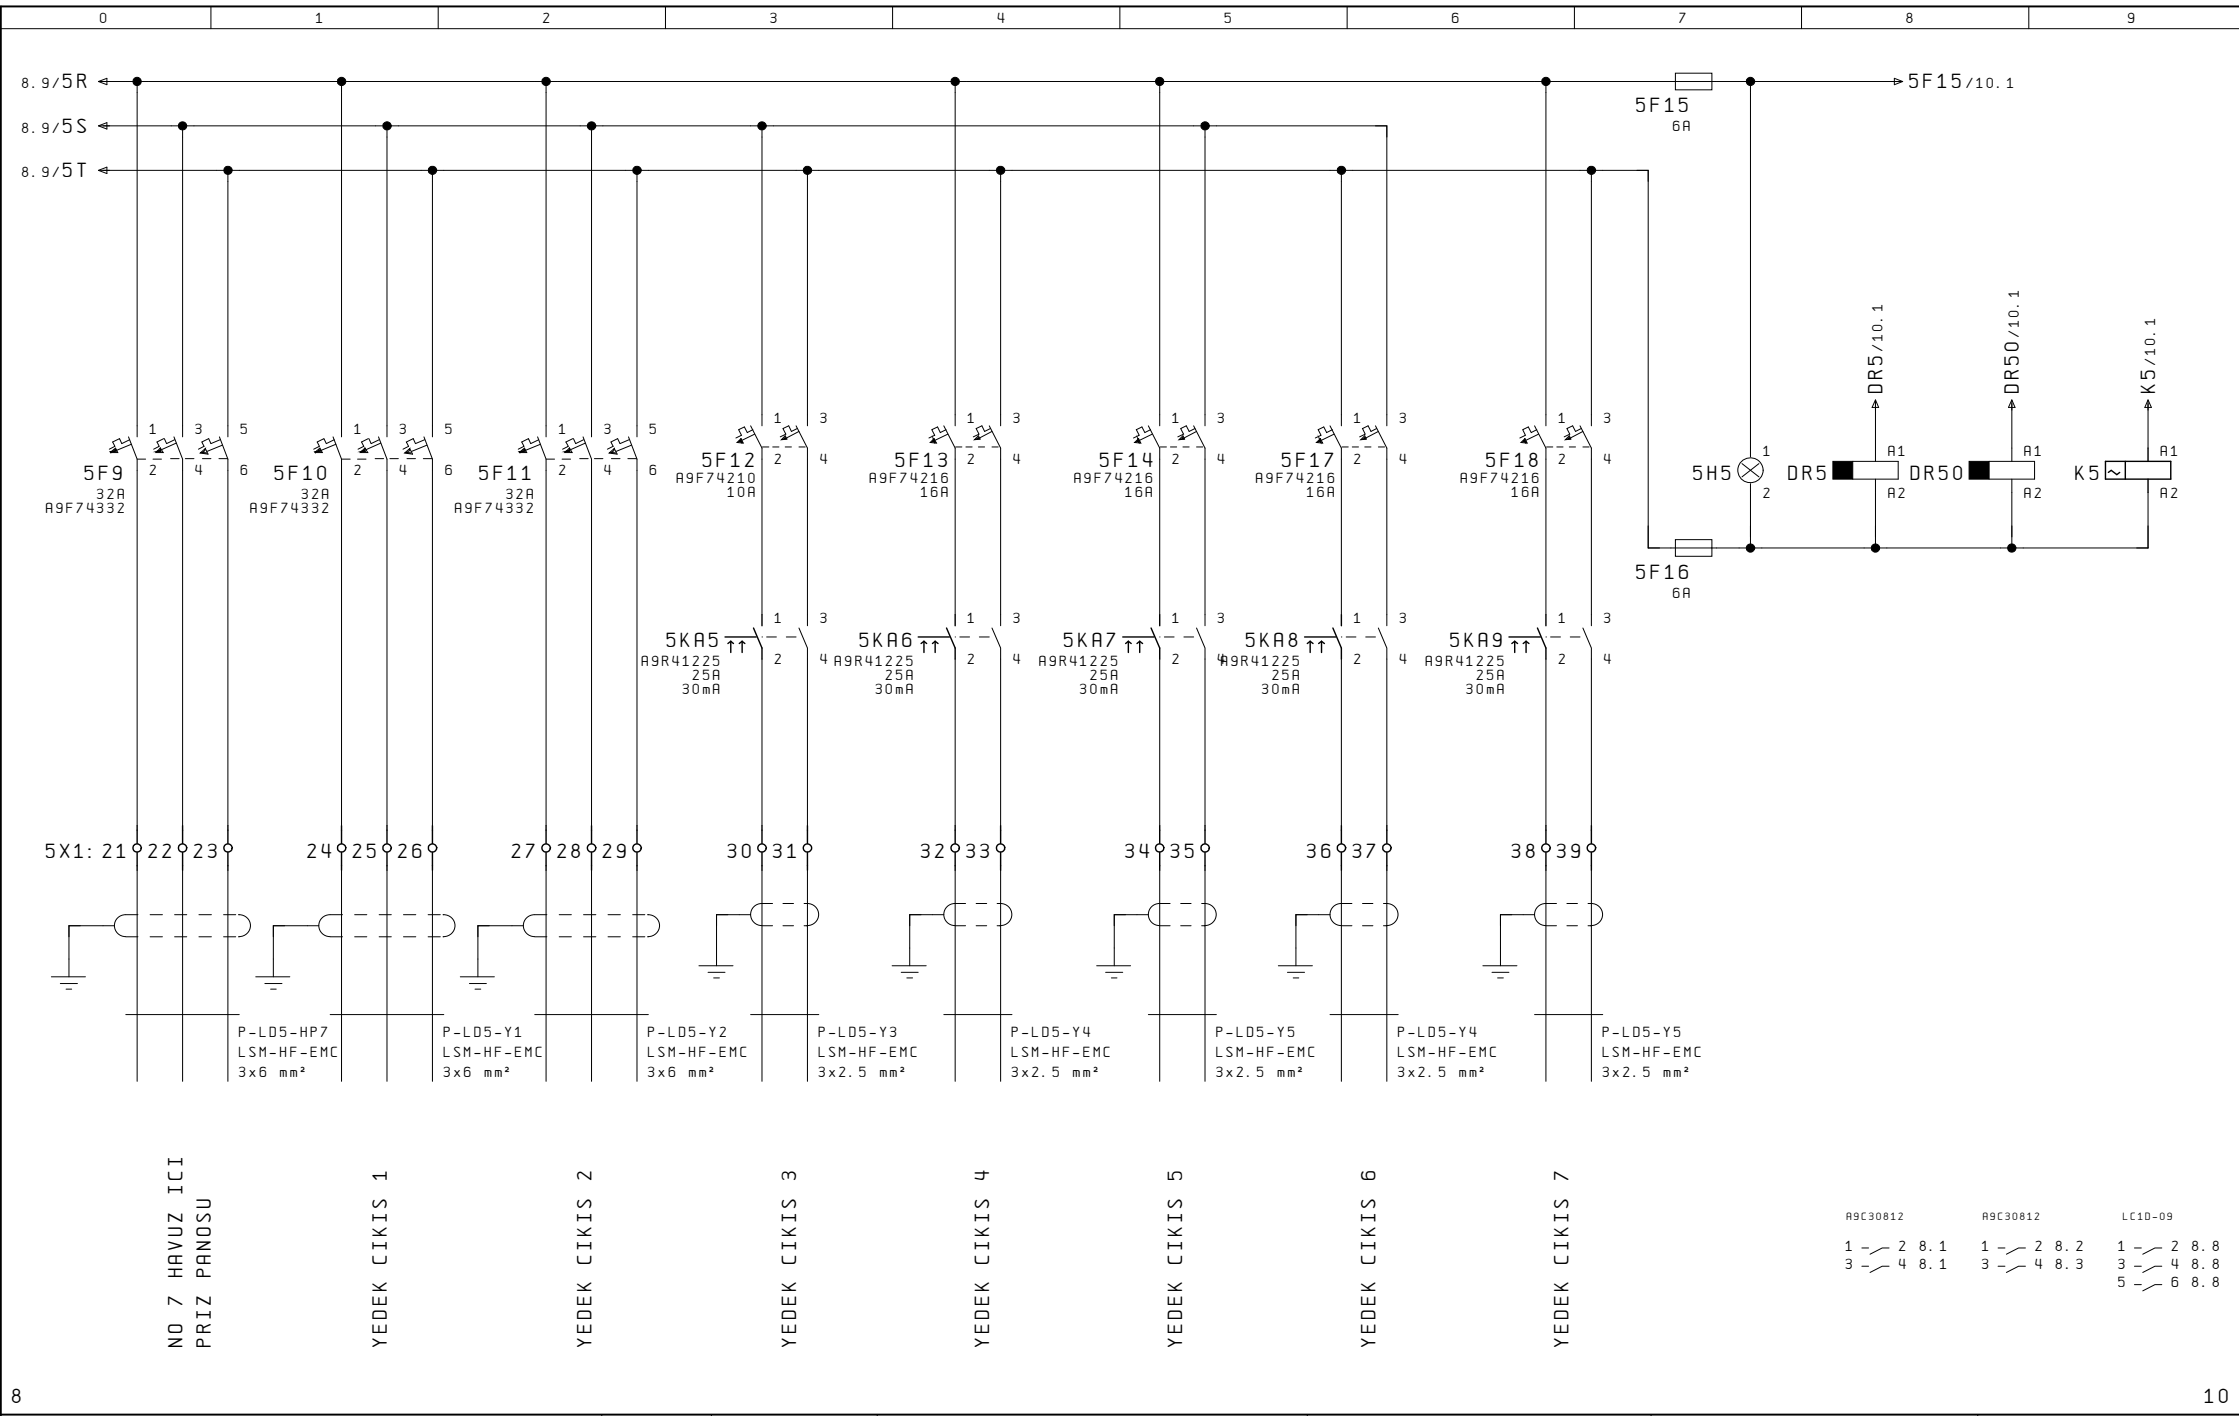 0 1 2 3 4 5 6 7 8 9
8.9/5R
5F15/10.1
5F15
6A
8.9/5S
8.9/5T
DR5/10.1
DR50/10.1
K5/10.1
1 3 5
2 4 6
5F9
32A
A9F74332
1 3 5
2 4 6
5F10
32A
A9F74332
1 3 5
2 4 6
5F11
32A
A9F74332
1 3
2 4
5F12
A9F74210
10A
1 3
2 4
5F13
A9F74216
16A
1 3
2 4
5F14
A9F74216
16A
1 3
2 4
5F17
A9F74216
16A
1 3
2 4
5F18
A9F74216
16A
5H5
1
2
DR5
A1
A2
DR50
A1
A2
K5
~
A1
A2
5F16
6A
5KA5
1 3
2 4
A9R41225
25A
30mA
5KA6
1 3
2 4
A9R41225
25A
30mA
5KA7
1 3
2 4
A9R41225
25A
30mA
5KA8
1 3
2 4
A9R41225
25A
30mA
5KA9
1 3
2 4
A9R41225
25A
30mA
5X1: 21 22 23 24 25 26 27 28 29 30 31 32 33 34 35 36 37 38 39
P-LD5-HP7
LSM-HF-EMC
3x6 mm²
P-LD5-Y1
LSM-HF-EMC
3x6 mm²
P-LD5-Y2
LSM-HF-EMC
3x6 mm²
P-LD5-Y3
LSM-HF-EMC
3x2.5 mm²
P-LD5-Y4
LSM-HF-EMC
3x2.5 mm²
P-LD5-Y5
LSM-HF-EMC
3x2.5 mm²
P-LD5-Y4
LSM-HF-EMC
3x2.5 mm²
P-LD5-Y5
LSM-HF-EMC
3x2.5 mm²
NO 7 HAVUZ ICI
PRIZ PANOSU
YEDEK CIKIS 1
YEDEK CIKIS 2
YEDEK CIKIS 3
YEDEK CIKIS 4
YEDEK CIKIS 5
YEDEK CIKIS 6
YEDEK CIKIS 7
A9C30812
1 2 8.1
3 4 8.1
A9C30812
1 2 8.2
3 4 8.3
LC1D-09
1 2 8.8
3 4 8.8
5 6 8.8
8
10